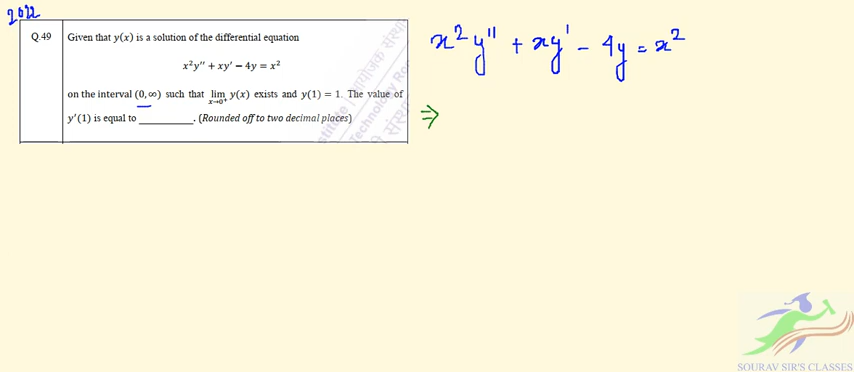 2022
Q.49 Given that y(x) is a solution of the differential equation
x²y′′ + xy′ − 4y = x²
on the interval (0, ∞) such that lim x→0⁺ y(x) exists and y(1) = 1. The value of
y′(1) is equal to __________. (Rounded off to two decimal places)
x²y'' + xy' - 4y = x²
⇒
SOURAV SIR'S CLASSES